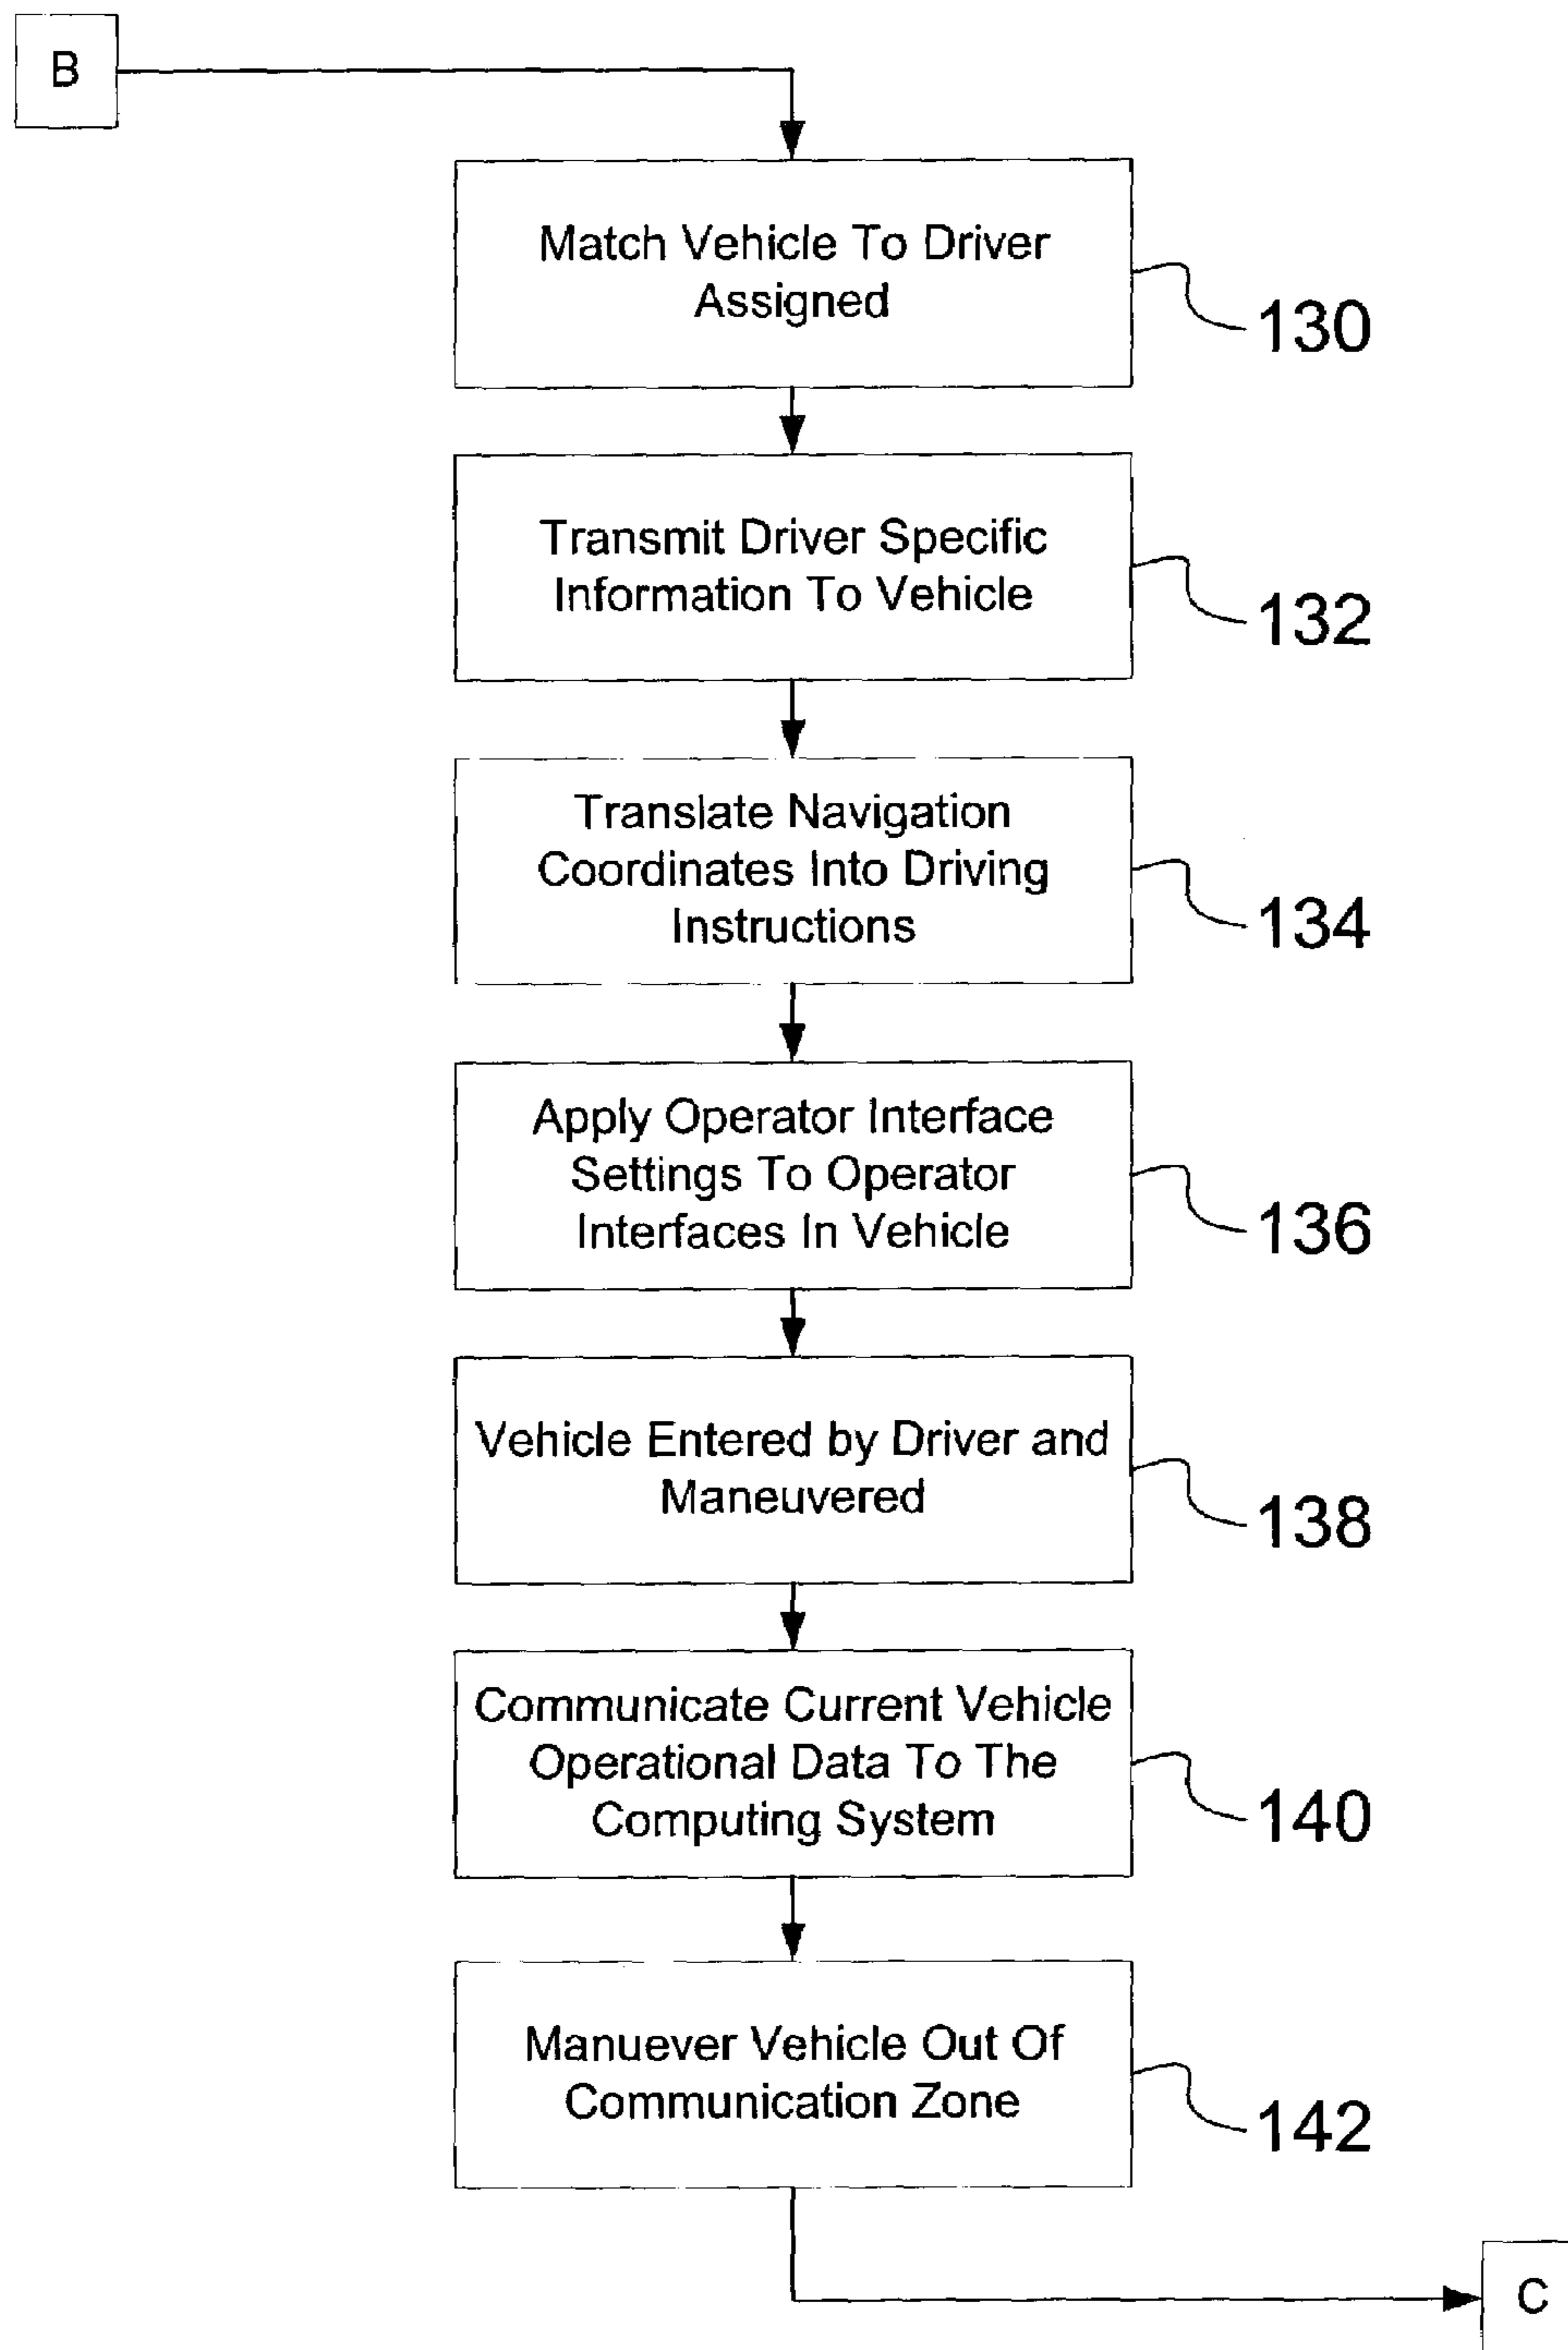 B
Match Vehicle To Driver
Assigned
130
Transmit Driver Specific
Information To Vehicle
132
Translate Navigation
Coordinates Into Driving
Instructions
134
Apply Operator Interface
Settings To Operator
Interfaces In Vehicle
136
Vehicle Entered by Driver and
Maneuvered
138
Communicate Current Vehicle
Operational Data To The
Computing System
140
Manuever Vehicle Out Of
Communication Zone
142
C